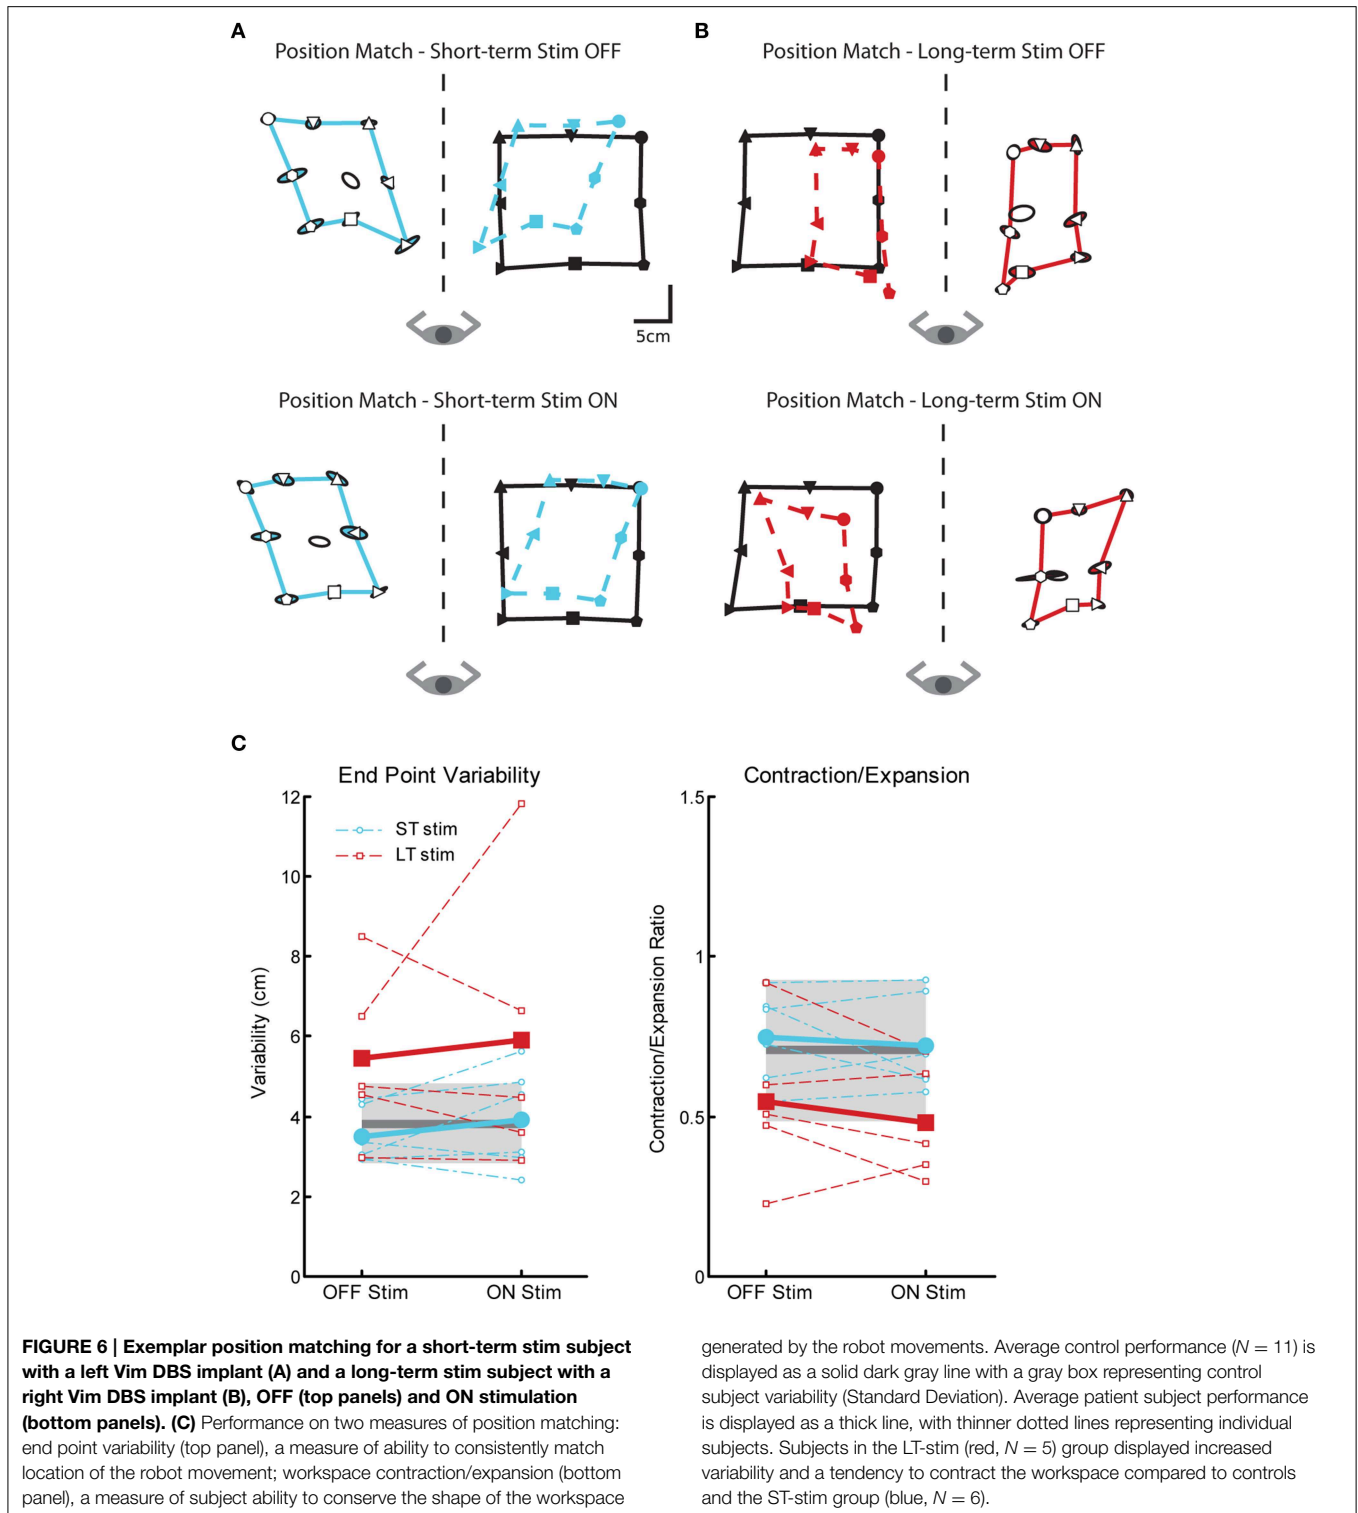 A
B
Position Match - Short-term Stim OFF
Position Match - Long-term Stim OFF
5cm
Position Match - Short-term Stim ON
Position Match - Long-term Stim ON
C
End Point Variability
Variability (cm)
12
10
8
6
4
2
0
ST stim
LT stim
OFF Stim
ON Stim
Contraction/Expansion
Contraction/Expansion Ratio
1.5
1
0.5
0
OFF Stim
ON Stim
FIGURE 6 | Exemplar position matching for a short-term stim subject
with a left Vim DBS implant (A) and a long-term stim subject with a
right Vim DBS implant (B), OFF (top panels) and ON stimulation
(bottom panels). (C) Performance on two measures of position matching:
end point variability (top panel), a measure of ability to consistently match
location of the robot movement; workspace contraction/expansion (bottom
panel), a measure of subject ability to conserve the shape of the workspace
generated by the robot movements. Average control performance (N = 11) is
displayed as a solid dark gray line with a gray box representing control
subject variability (Standard Deviation). Average patient subject performance
is displayed as a thick line, with thinner dotted lines representing individual
subjects. Subjects in the LT-stim (red, N = 5) group displayed increased
variability and a tendency to contract the workspace compared to controls
and the ST-stim group (blue, N = 6).